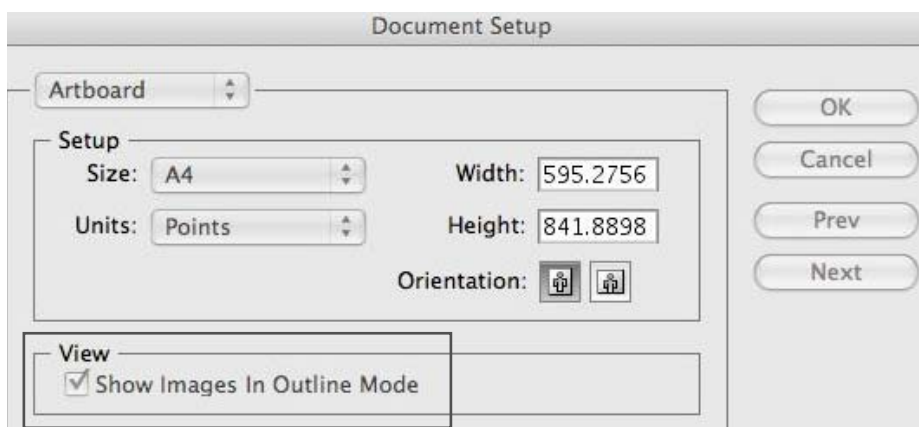 Document Setup
Artboard
OK
Setup
Size: A4
Width: 595.2756
Cancel
Units: Points
Height: 841.8898
Prev
Orientation:
Next
View
Show Images In Outline Mode